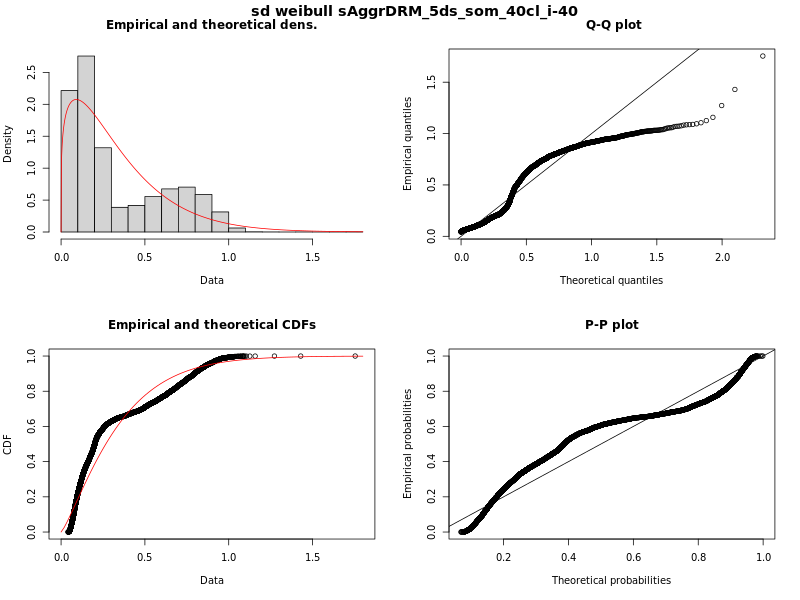 sd weibull sAggrDRM_5ds_som_40cl_i-40
Empirical and theoretical dens.
Density
0.0 0.5 1.0 1.5 2.0 2.5
0.0 0.5 1.0 1.5
Data
Q-Q plot
Empirical quantiles
0.0 0.5 1.0 1.5
0.0 0.5 1.0 1.5 2.0
Theoretical quantiles
Empirical and theoretical CDFs
CDF
0.0 0.2 0.4 0.6 0.8 1.0
0.0 0.5 1.0 1.5
Data
P-P plot
Empirical probabilities
0.0 0.2 0.4 0.6 0.8 1.0
0.2 0.4 0.6 0.8 1.0
Theoretical probabilities